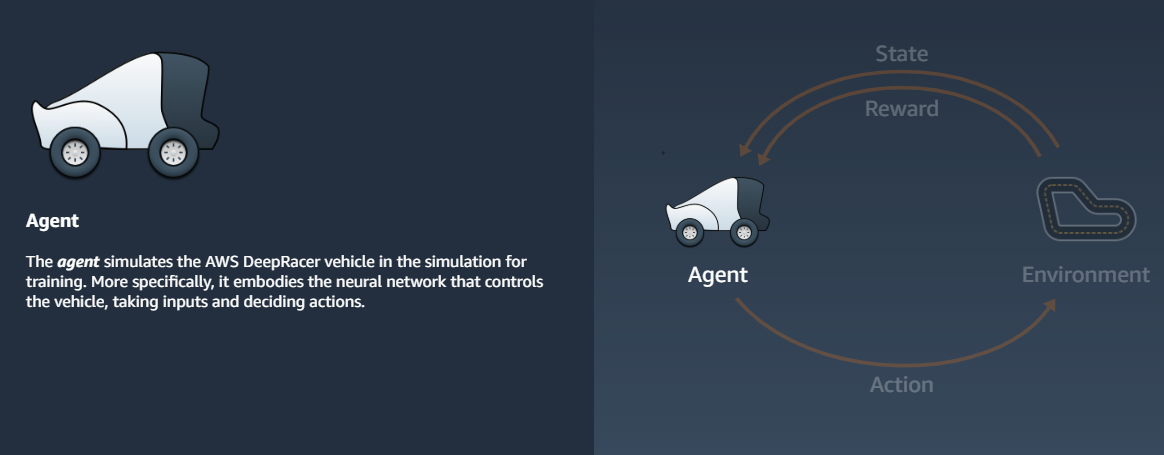 Agent
The agent simulates the AWS DeepRacer vehicle in the simulation for
training. More specifically, it embodies the neural network that controls
the vehicle, taking inputs and deciding actions.
State
Reward
Agent
Environment
Action